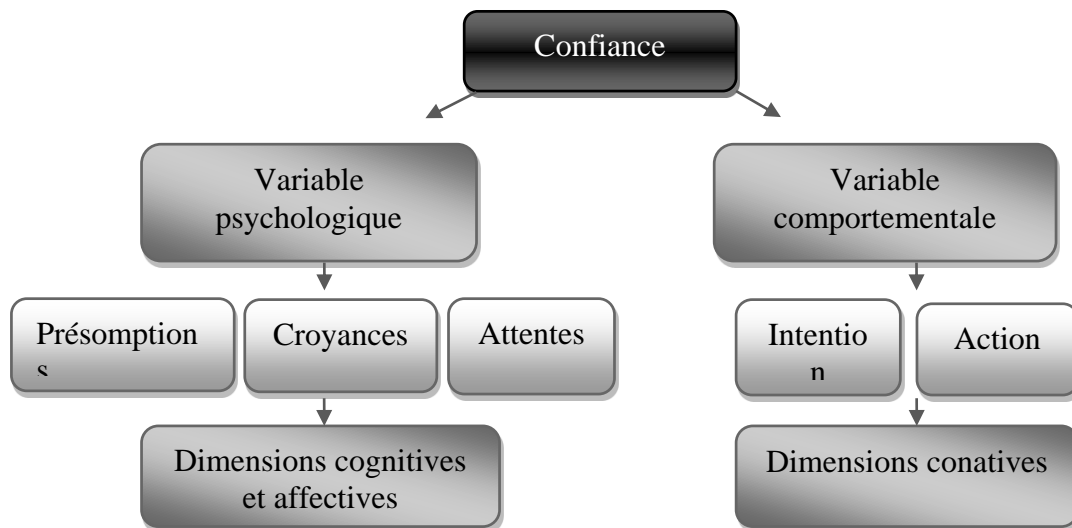 Confiance
Variable
psychologique
Variable
comportementale
Présomption
s
Croyances
Attentes
Intentio
n
Action
Dimensions cognitives
et affectives
Dimensions conatives